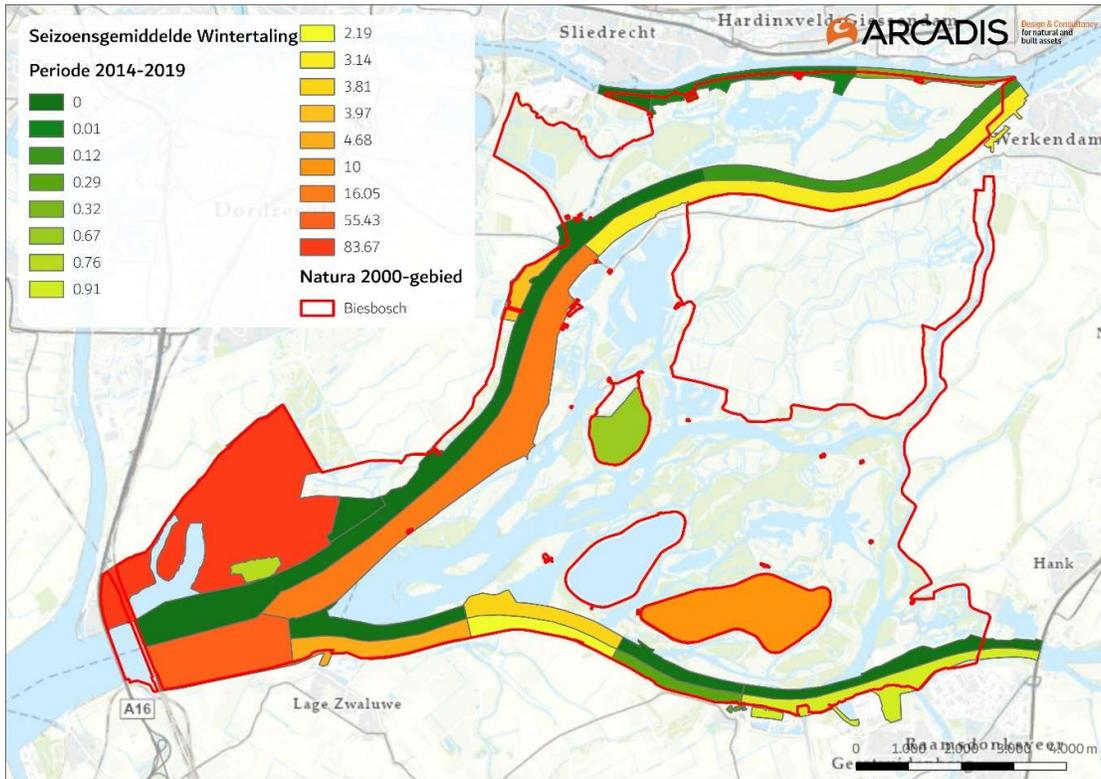 Seizoensgemiddelde Wintertaling
Periode 2014-2019
0
0.01
0.12
0.29
0.32
0.67
0.76
0.91
2.19
3.14
3.81
3.97
4.68
10
16.05
55.43
83.67
Natura 2000-gebied
Biesbosch
Sliedrecht
Hardinxveld-Giessendam
ARCADIS
Design & Consultancy
for natural and
built assets
Werkendam
Hank
A16
Lage Zwaluwe
Raamsdonksveer
0 1.000 2.000 3.000 4.000 m